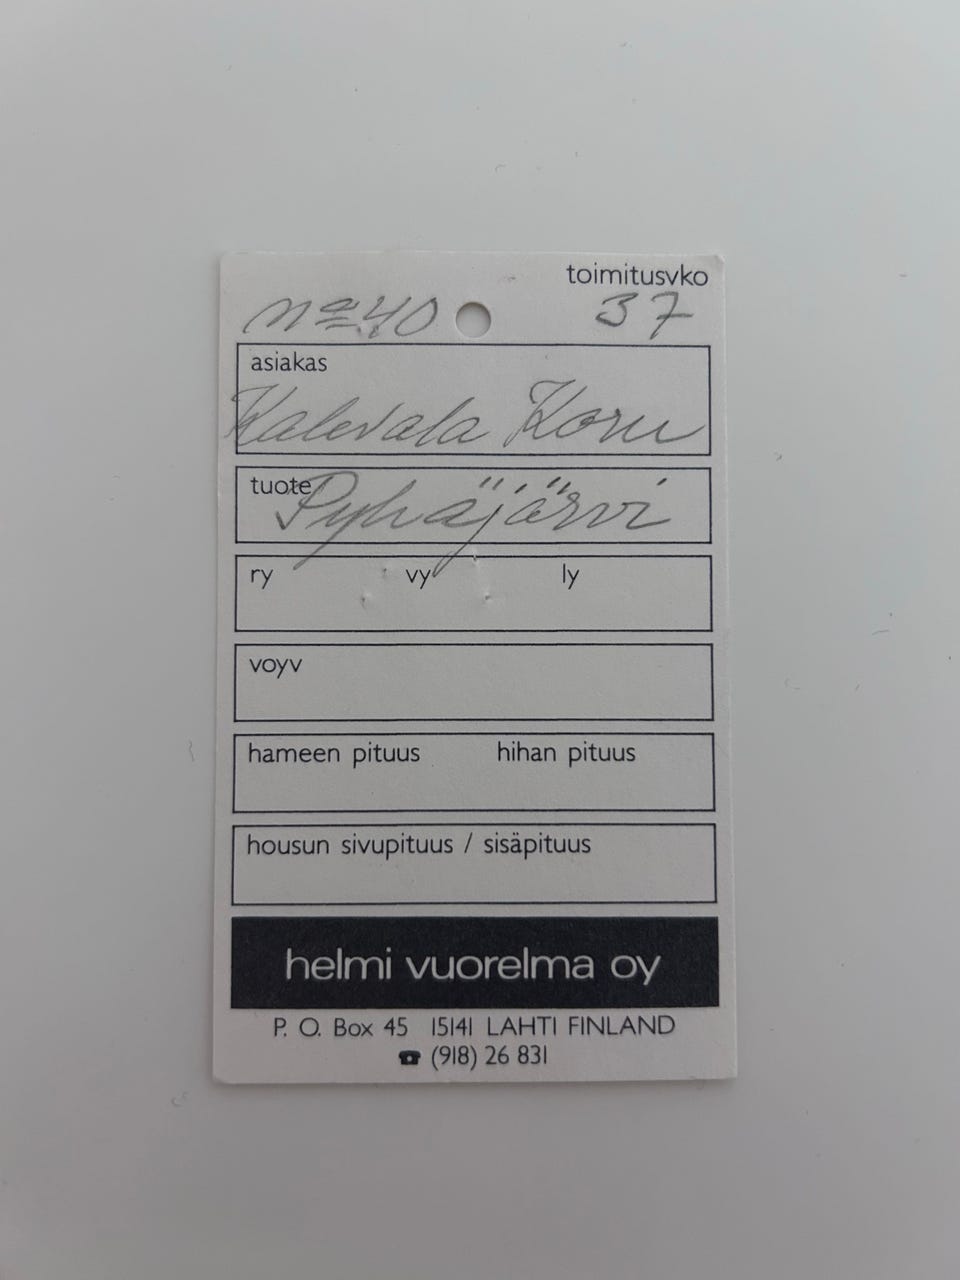 toimitusvko
no 40 37
asiakas
Kalevala Koru
tuote
Pyhäjärvi
ry vy ly
voyv
hameen pituus hihan pituus
housun sivupituus / sisäpituus
helmi vuorelma oy
P. O. Box 45 15141 LAHTI FINLAND
☎ (918) 26 831